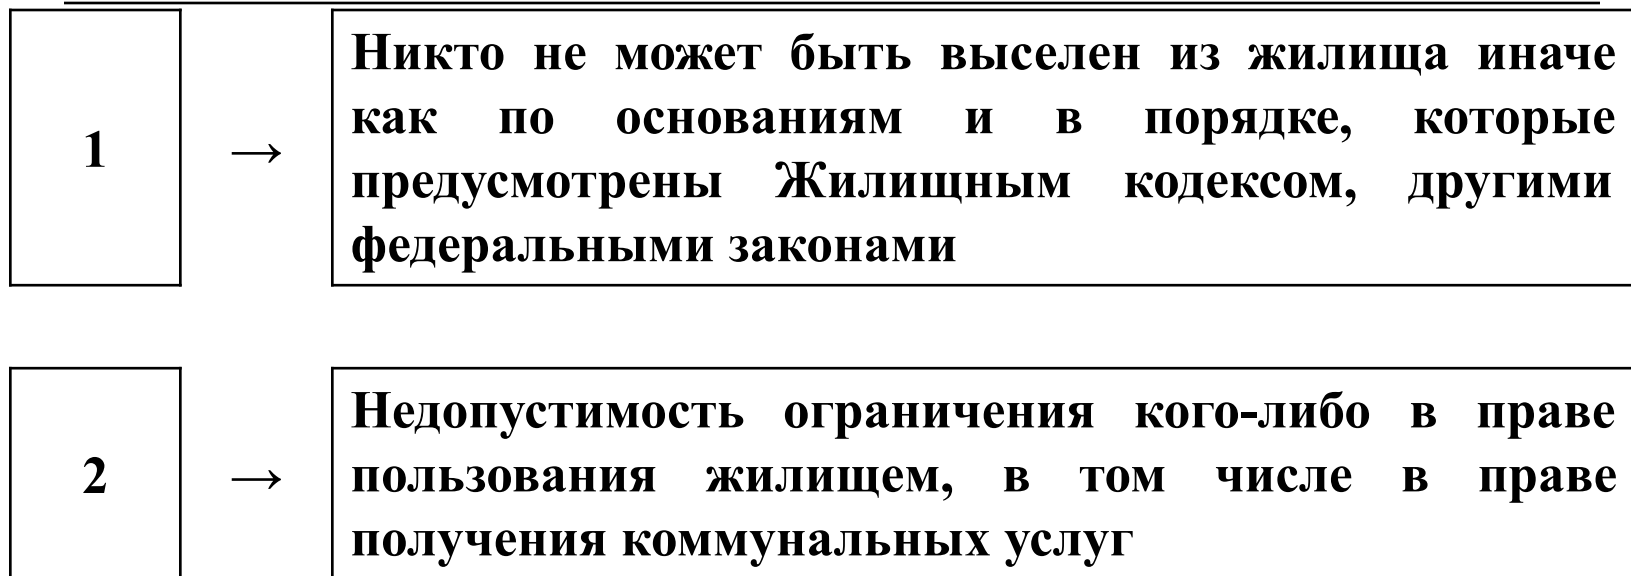 1
→
Никто не может быть выселен из жилища иначе
как по основаниям и в порядке, которые
предусмотрены Жилищным кодексом, другими
федеральными законами
2
→
Недопустимость ограничения кого-либо в праве
пользования жилищем, в том числе в праве
получения коммунальных услуг